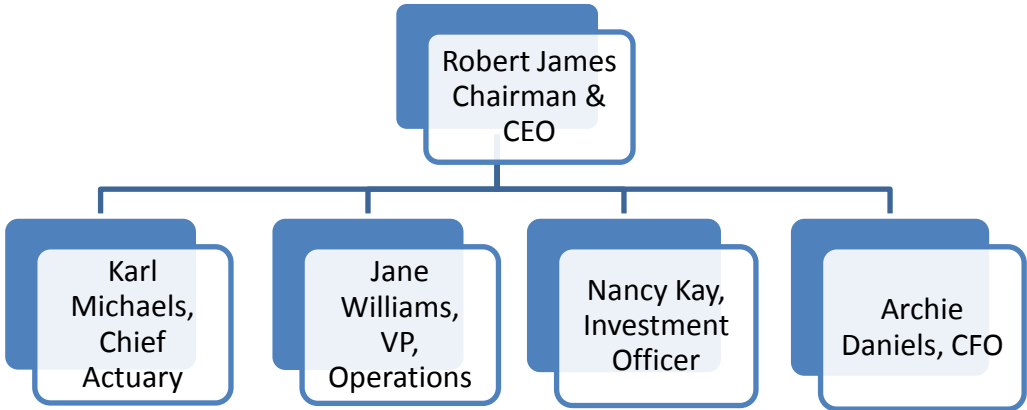 Robert James
Chairman &
CEO
Karl
Michaels,
Chief
Actuary
Jane
Williams,
VP,
Operations
Nancy Kay,
Investment
Officer
Archie
Daniels, CFO